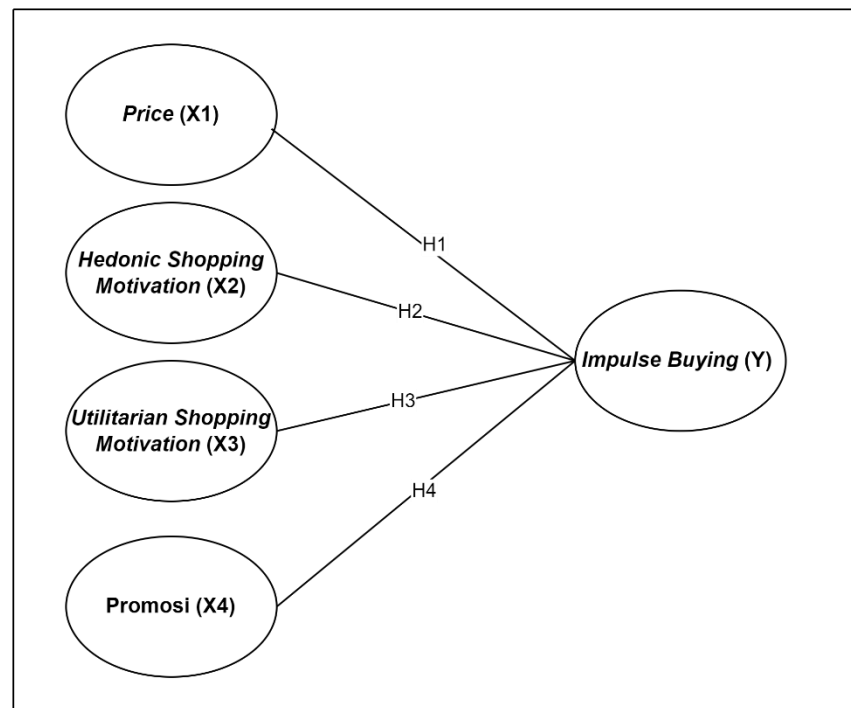 Price (X1)
H1
Hedonic Shopping
Motivation (X2)
H2
Impulse Buying (Y)
Utilitarian Shopping
Motivation (X3)
H3
H4
Promosi (X4)